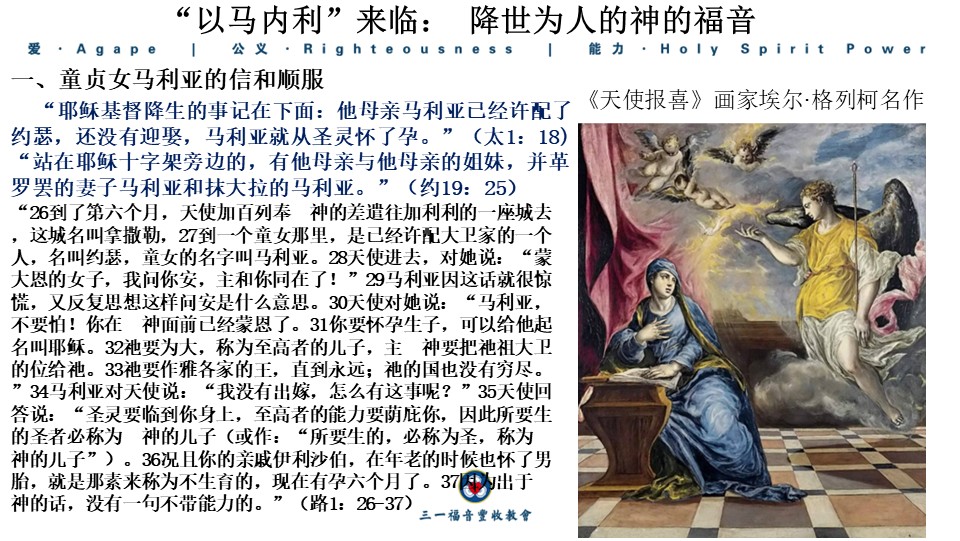 “以马内利”来临： 降世为人的神的福音
爱 · Agape | 公义 · Righteousness | 能力 · Holy Spirit Power
一、童贞女马利亚的信和顺服
“耶稣基督降生的事记在下面：他母亲马利亚已经许配了
约瑟，还没有迎娶，马利亚就从圣灵怀了孕。”（太1：18)
“站在耶稣十字架旁边的，有他母亲与他母亲的姐妹，并革
罗罢的妻子马利亚和抹大拉的马利亚。”（约19：25）
“26到了第六个月，天使加百列奉　神的差遣往加利利的一座城去
，这城名叫拿撒勒，27到一个童女那里，是已经许配大卫家的一个
人，名叫约瑟，童女的名字叫马利亚。28天使进去，对她说：“蒙
大恩的女子，我问你安，主和你同在了！”29马利亚因这话就很惊
慌，又反复思想这样问安是什么意思。30天使对她说：“马利亚，
不要怕！你在　神面前已经蒙恩了。31你要怀孕生子，可以给他起
名叫耶稣。32祂要为大，称为至高者的儿子，主　神要把祂祖大卫
的位给祂。33祂要作雅各家的王，直到永远；祂的国也没有穷尽。
”34马利亚对天使说：“我没有出嫁，怎么有这事呢？”35天使回
答说：“圣灵要临到你身上，至高者的能力要荫庇你，因此所要生
的圣者必称为　神的儿子（或作：“所要生的，必称为圣，称为
神的儿子”）。36况且你的亲戚伊利沙伯，在年老的时候也怀了男
胎，就是那素来称为不生育的，现在有孕六个月了。37因为出于
神的话，没有一句不带能力的。”（路1：26-37）
三一福音豐收教會
《天使报喜》画家埃尔·格列柯名作